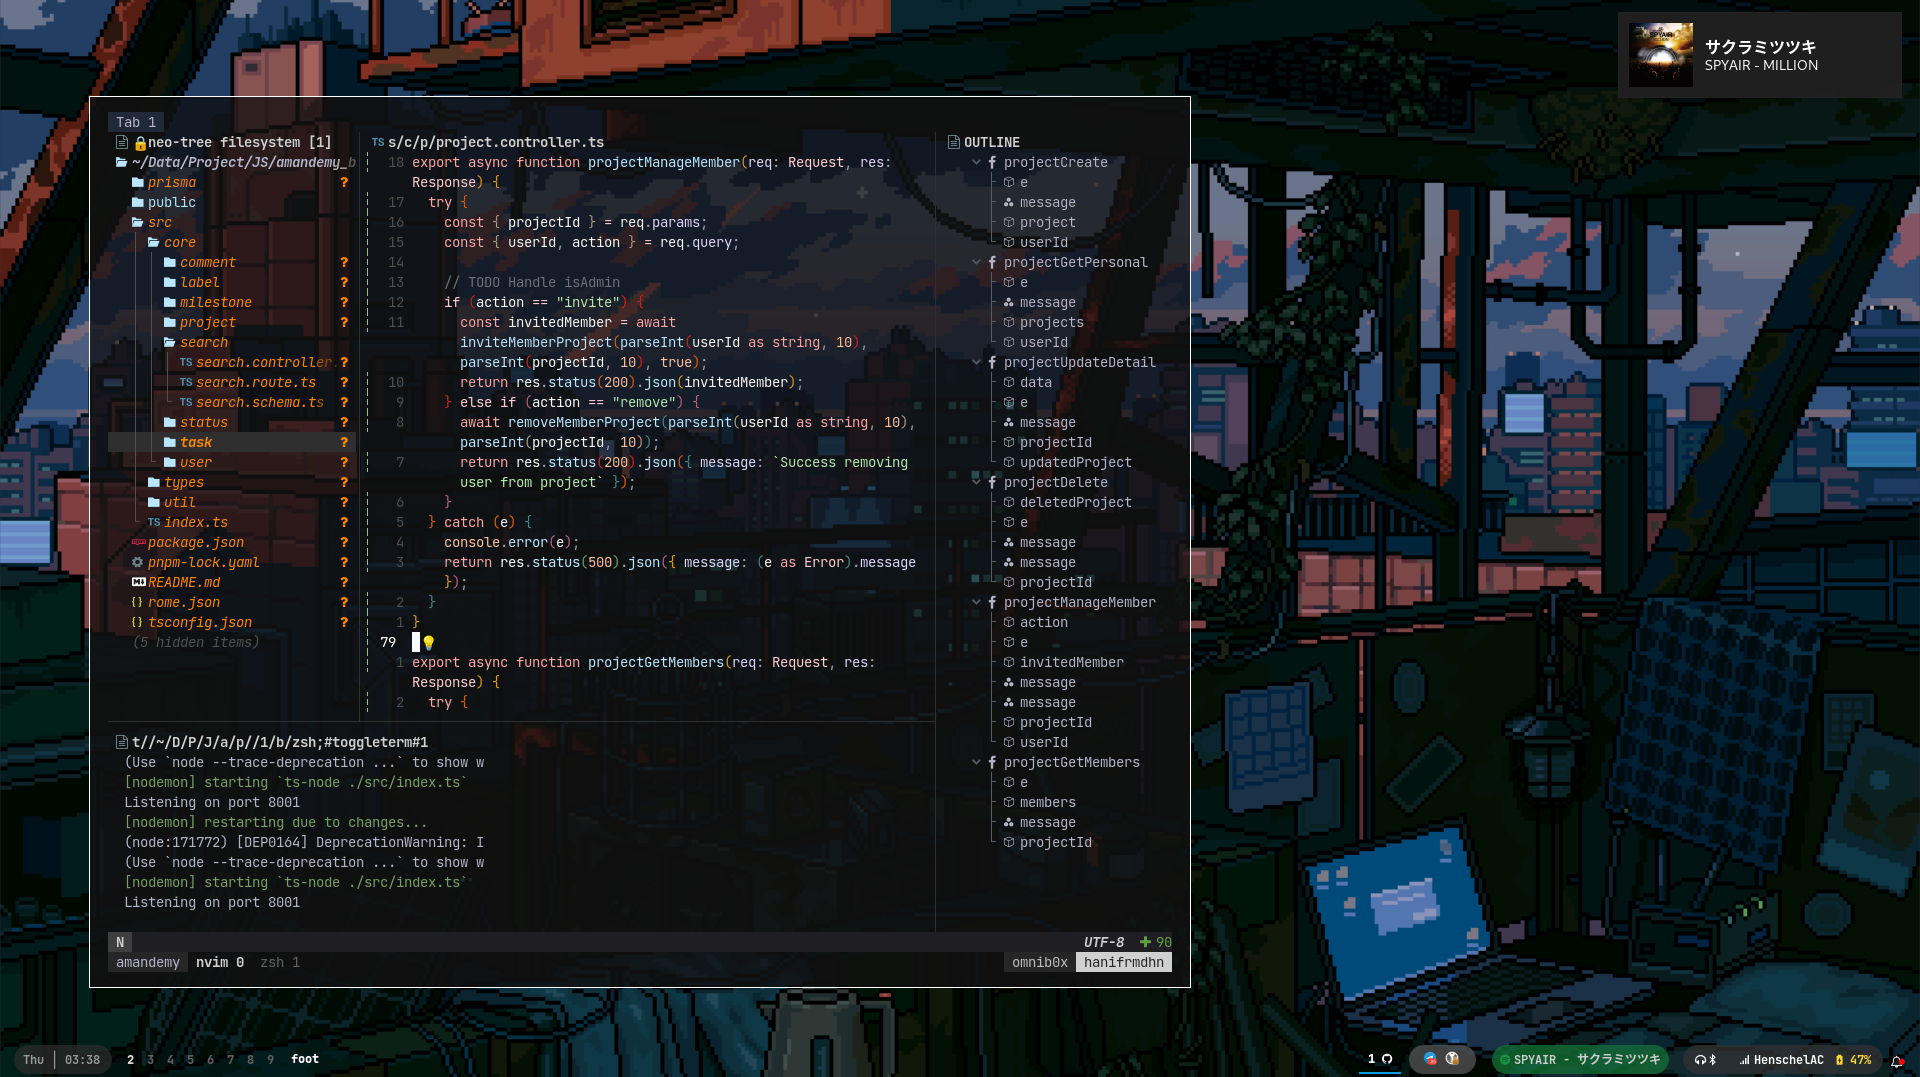 サクラミツツキ
SPYAIR - MILLION
Tab 1
neo-tree filesystem [1]
~/Data/Project/JS/amandemy_b
prisma ?
public
src
core
comment ?
label ?
milestone ?
project ?
search
TS search.controller. ?
TS search.route.ts ?
TS search.schema.ts ?
status ?
task ?
user ?
types ?
util ?
TS index.ts ?
package.json ?
pnpm-lock.yaml ?
README.md ?
{} rome.json ?
{} tsconfig.json ?
(5 hidden items)
TS s/c/p/project.controller.ts
18 export async function projectManageMember(req: Request, res:
Response) {
17 try {
16 const { projectId } = req.params;
15 const { userId, action } = req.query;
14
13 // TODO Handle isAdmin
12 if (action == "invite") {
11 const invitedMember = await
inviteMemberProject(parseInt(userId as string, 10),
parseInt(projectId, 10), true);
10 return res.status(200).json(invitedMember);
9 } else if (action == "remove") {
8 await removeMemberProject(parseInt(userId as string, 10),
parseInt(projectId, 10));
7 return res.status(200).json({ message: `Success removing
user from project` });
6 }
5 } catch (e) {
4 console.error(e);
3 return res.status(500).json({ message: (e as Error).message
});
2 }
1 }
79
1 export async function projectGetMembers(req: Request, res:
Response) {
2 try {
OUTLINE
projectCreate
e
message
project
userId
projectGetPersonal
e
message
projects
userId
projectUpdateDetail
data
e
message
projectId
updatedProject
projectDelete
deletedProject
e
message
message
projectId
projectManageMember
action
e
invitedMember
message
message
projectId
userId
projectGetMembers
e
members
message
projectId
t//~/D/P/J/a/p//1/b/zsh;#toggleterm#1
(Use `node --trace-deprecation ...` to show w
[nodemon] starting `ts-node ./src/index.ts`
Listening on port 8001
[nodemon] restarting due to changes...
(node:171772) [DEP0164] DeprecationWarning: I
(Use `node --trace-deprecation ...` to show w
[nodemon] starting `ts-node ./src/index.ts`
Listening on port 8001
N UTF-8 + 90
amandemy nvim 0 zsh 1 omnib0x hanifrmdhn
Thu | 03:38 2 3 4 5 6 7 8 9 foot 1 SPYAIR - サクラミツツキ HenschelAC 47%